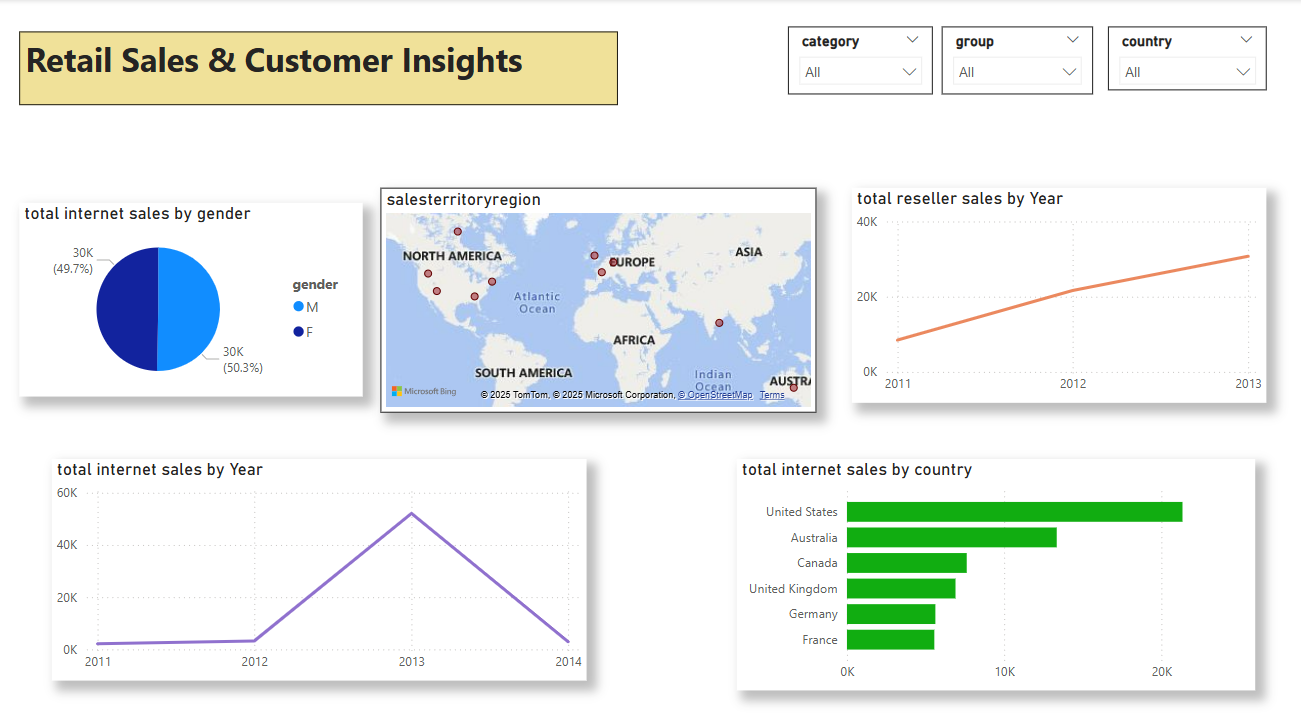 Retail Sales & Customer Insights
category
All
group
All
country
All
total internet sales by gender
30K
(49.7%)
30K
(50.3%)
gender
M
F
salesterritoryregion
NORTH AMERICA
EUROPE
ASIA
Atlantic
Ocean
AFRICA
SOUTH AMERICA
Indian
Ocean
AUSTRA
Microsoft Bing
© 2025 TomTom, © 2025 Microsoft Corporation, © OpenStreetMap Terms
total reseller sales by Year
40K
20K
0K
2011 2012 2013
total internet sales by Year
60K
40K
20K
0K
2011 2012 2013 2014
total internet sales by country
United States
Australia
Canada
United Kingdom
Germany
France
0K 10K 20K